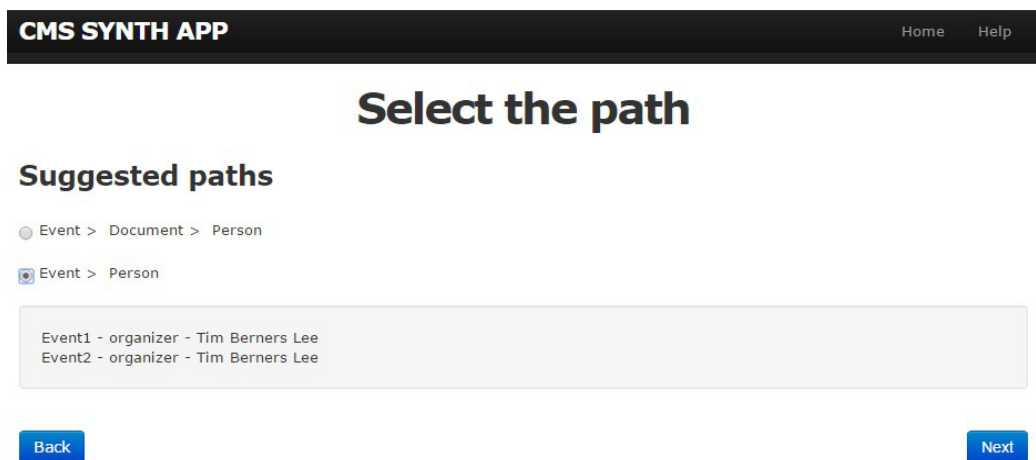 CMS SYNTH APP
Home Help
Select the path
Suggested paths
Event > Document > Person
Event > Person
Event1 - organizer - Tim Berners Lee
Event2 - organizer - Tim Berners Lee
Back
Next